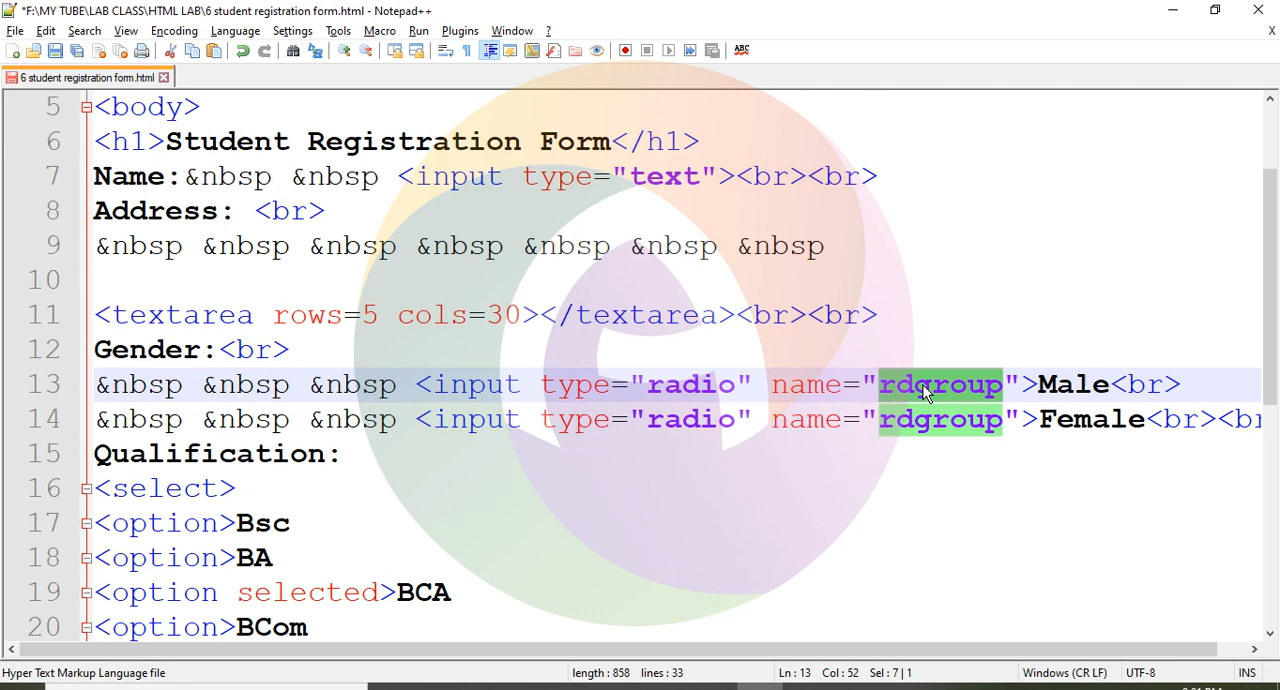 *F:\MY TUBE\LAB CLASS\HTML LAB\6 student registration form.html - Notepad++
File Edit Search View Encoding Language Settings Tools Macro Run Plugins Window ? X
ABC
6 student registration form.html
5 <body>
6 <h1>Student Registration Form</h1>
7 Name:&nbsp &nbsp <input type="text"><br><br>
8 Address: <br>
9 &nbsp &nbsp &nbsp &nbsp &nbsp &nbsp &nbsp
10
11 <textarea rows=5 cols=30></textarea><br><br>
12 Gender:<br>
13 &nbsp &nbsp &nbsp <input type="radio" name="rdgroup">Male<br>
14 &nbsp &nbsp &nbsp <input type="radio" name="rdgroup">Female<br><br
15 Qualification:
16 <select>
17 <option>Bsc
18 <option>BA
19 <option selected>BCA
20 <option>BCom
Hyper Text Markup Language file length : 858 lines : 33 Ln : 13 Col : 52 Sel : 7 | 1 Windows (CR LF) UTF-8 INS